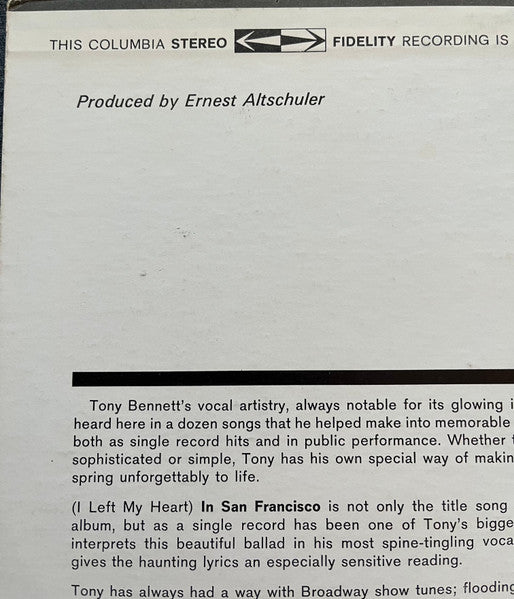 THIS COLUMBIA STEREO FIDELITY RECORDING IS
Produced by Ernest Altschuler
Tony Bennett's vocal artistry, always notable for its glowing
heard here in a dozen songs that he helped make into memorable
both as single record hits and in public performance. Whether
sophisticated or simple, Tony has his own special way of makin
spring unforgettably to life.
(I Left My Heart) In San Francisco is not only the title song
album, but as a single record has been one of Tony's bigge
interprets this beautiful ballad in his most spine-tingling voca
gives the haunting lyrics an especially sensitive reading.
Tony has always had a way with Broadway show tunes; flooding